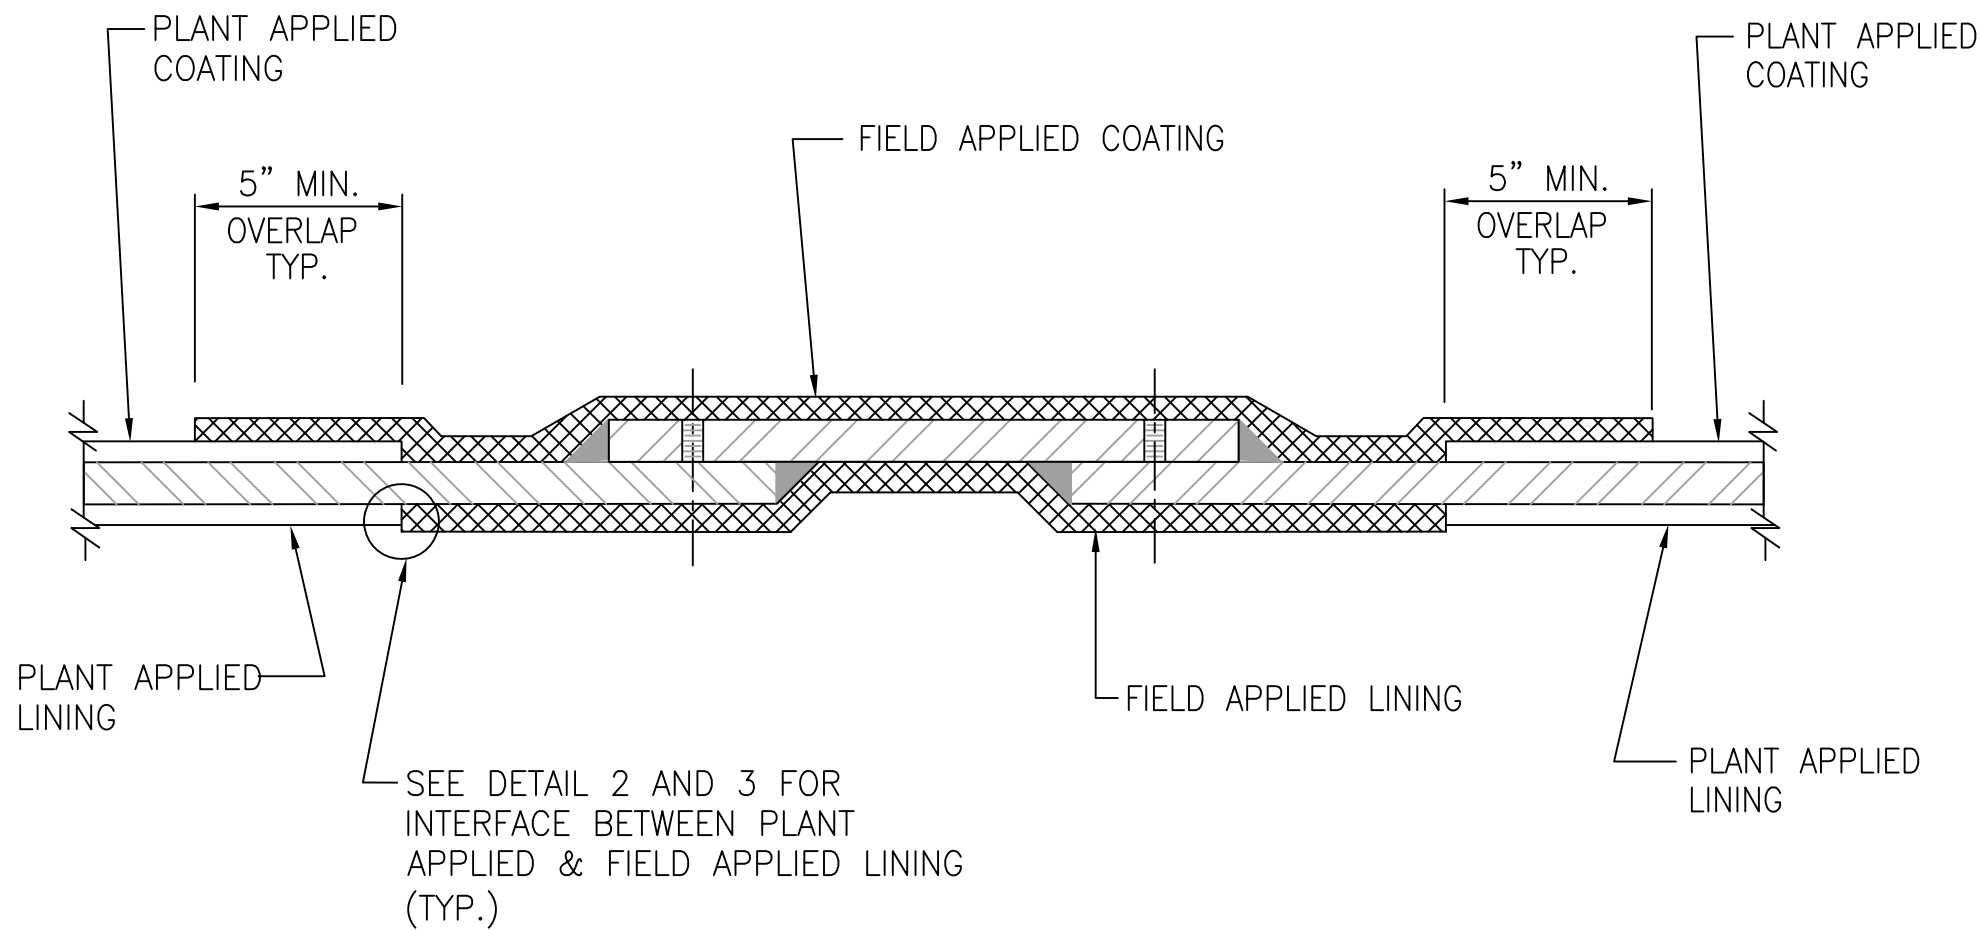 PLANT APPLIED
COATING
PLANT APPLIED
COATING
FIELD APPLIED COATING
5” MIN.
OVERLAP
TYP.
5” MIN.
OVERLAP
TYP.
PLANT APPLIED
LINING
FIELD APPLIED LINING
SEE DETAIL 2 AND 3 FOR
INTERFACE BETWEEN PLANT
APPLIED & FIELD APPLIED LINING
(TYP.)
PLANT APPLIED
LINING